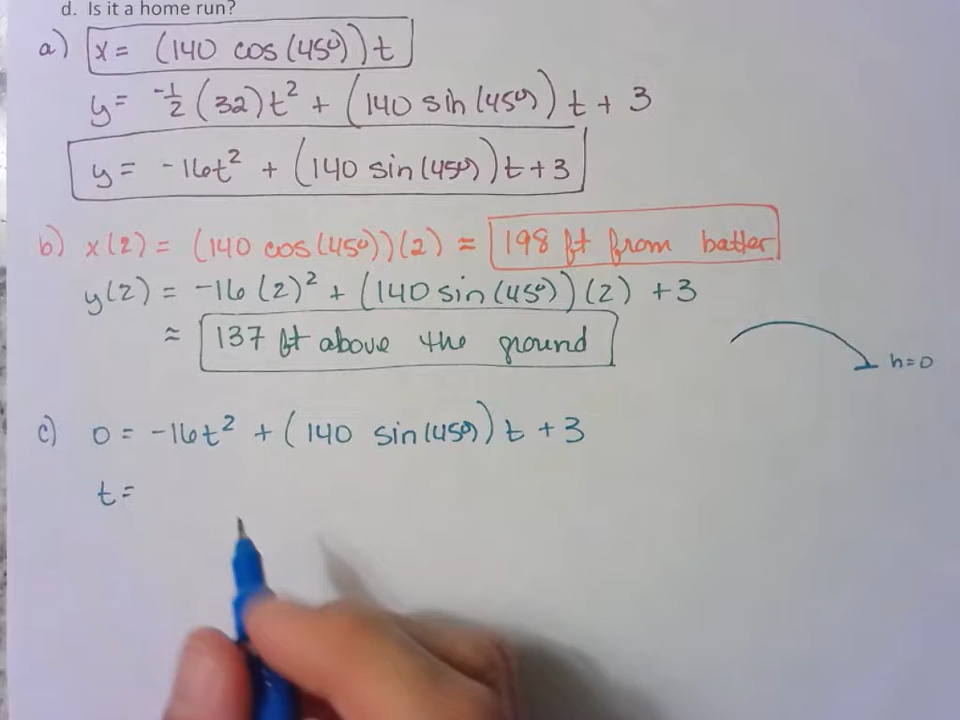 d. Is it a home run?
a) x = (140 cos(45°))t
y = -1/2 (32)t² + (140 sin(45°))t + 3
y = -16t² + (140 sin(45°))t + 3
b) x(2) = (140 cos(45°))(2) ≈ 198 ft from batter
y(2) = -16(2)² + (140 sin(45°))(2) + 3
≈ 137 ft above the ground
h=0
c) 0 = -16t² + (140 sin(45°))t + 3
t =